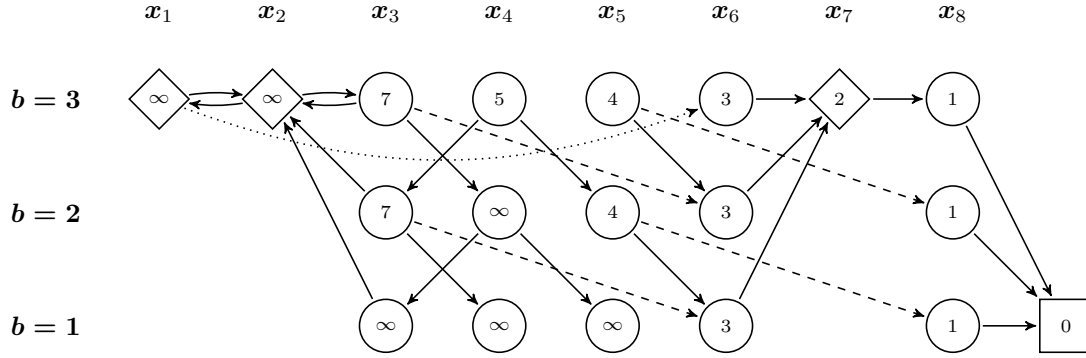 x₁ x₂ x₃ x₄ x₅ x₆ x₇ x₈
b = 3 ∞ ∞ 7 5 4 3 2 1
b = 2 7 ∞ 4 3 1
b = 1 ∞ ∞ ∞ 3 1 0